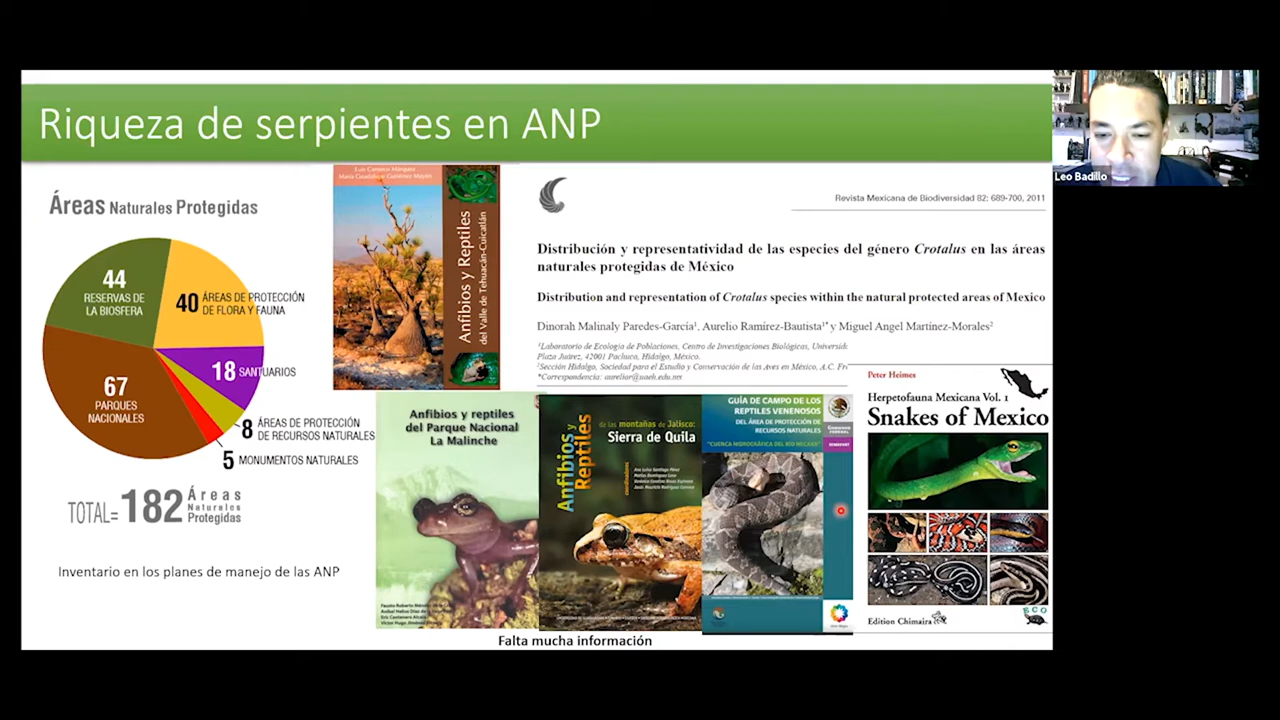 Riqueza de serpientes en ANP
Leo Badillo
Áreas Naturales Protegidas
44
RESERVAS DE
LA BIOSFERA
40 ÁREAS DE PROTECCIÓN
DE FLORA Y FAUNA
18 SANTUARIOS
67
PARQUES
NACIONALES
8 ÁREAS DE PROTECCIÓN
DE RECURSOS NATURALES
5 MONUMENTOS NATURALES
TOTAL= 182 Áreas
Naturales
Protegidas
Inventario en los planes de manejo de las ANP
Anfibios y Reptiles
del Valle de Tehuacán-Cuicatlán
Revista Mexicana de Biodiversidad 82: 689-700, 2011
Distribución y representatividad de las especies del género Crotalus en las áreas
naturales protegidas de México
Distribution and representation of Crotalus species within the natural protected areas of Mexico
Dinorah Malinaly Paredes-García¹, Aurelio Ramírez-Bautista¹* y Miguel Angel Martínez-Morales²
¹Laboratorio de Ecología de Poblaciones, Centro de Investigaciones Biológicas,
Plaza Juárez, 42001 Pachuca, Hidalgo, México.
²Sección Hidalgo, Sociedad para el Estudio y Conservación de las Aves en México, A.C.
*Correspondencia: aurelior@uaeh.edu.mx
Anfibios y reptiles
del Parque Nacional
La Malinche
Anfibios y
Reptiles
de las montañas de Jalisco:
Sierra de Quila
coordinadores
GUÍA DE CAMPO DE LOS
REPTILES VENENOSOS
DEL ÁREA DE PROTECCIÓN DE
RECURSOS NATURALES
"CUENCA HIDROGRÁFICA DEL RÍO NECAXA"
Peter Heimes
Herpetofauna Mexicana Vol. 1
Snakes of Mexico
Edition Chimaira
ECO
Falta mucha información